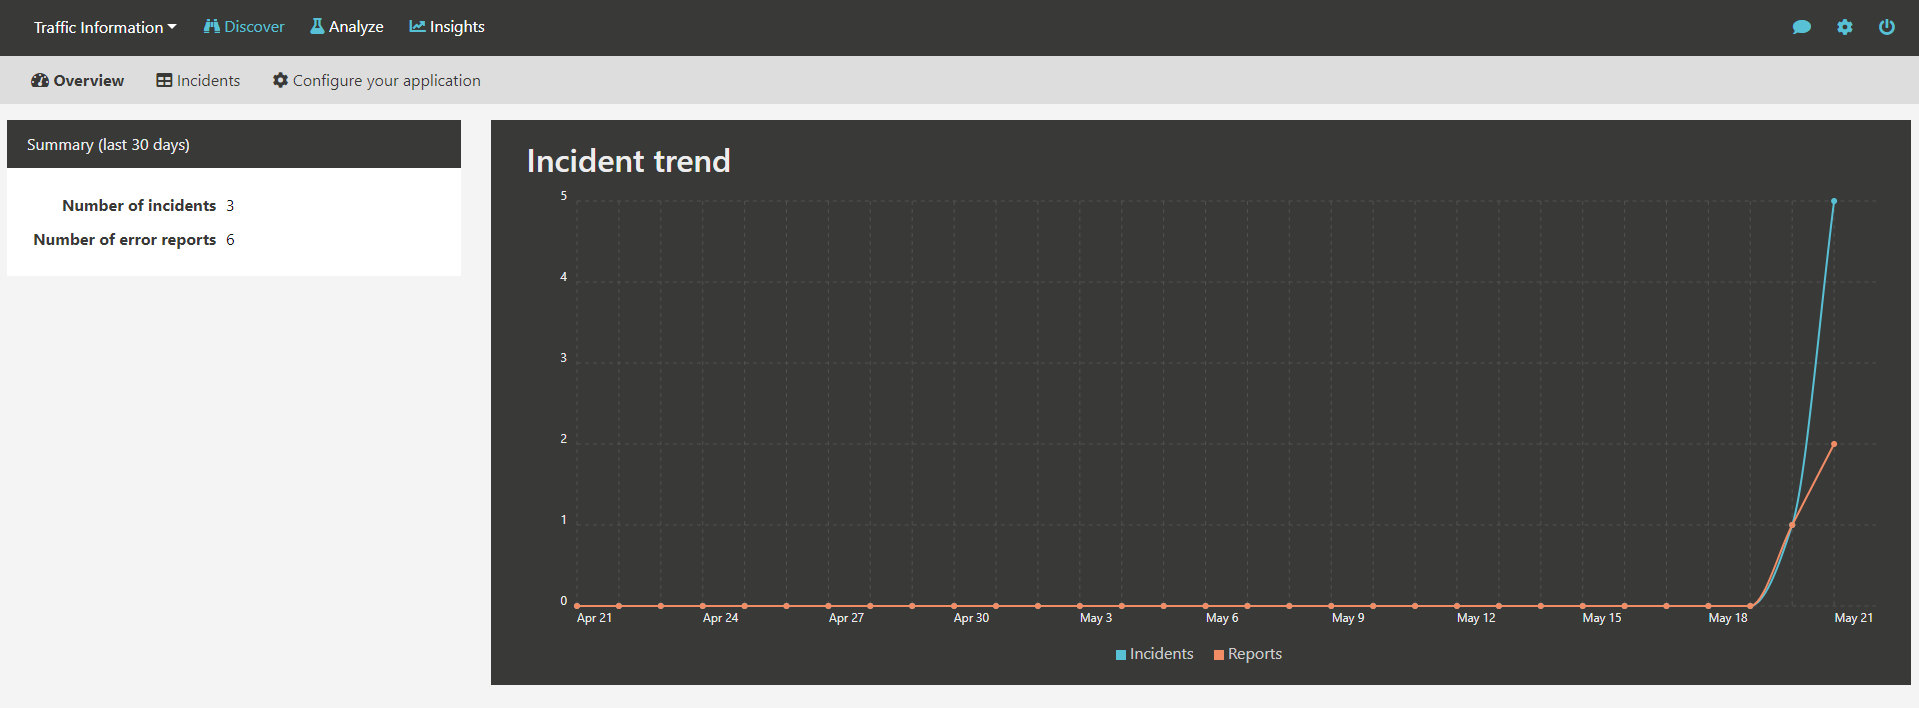 Traffic Information Discover Analyze Insights
Overview Incidents Configure your application
Summary (last 30 days)
Number of incidents 3
Number of error reports 6
Incident trend
5
4
3
2
1
0
Apr 21 Apr 24 Apr 27 Apr 30 May 3 May 6 May 9 May 12 May 15 May 18 May 21
Incidents Reports